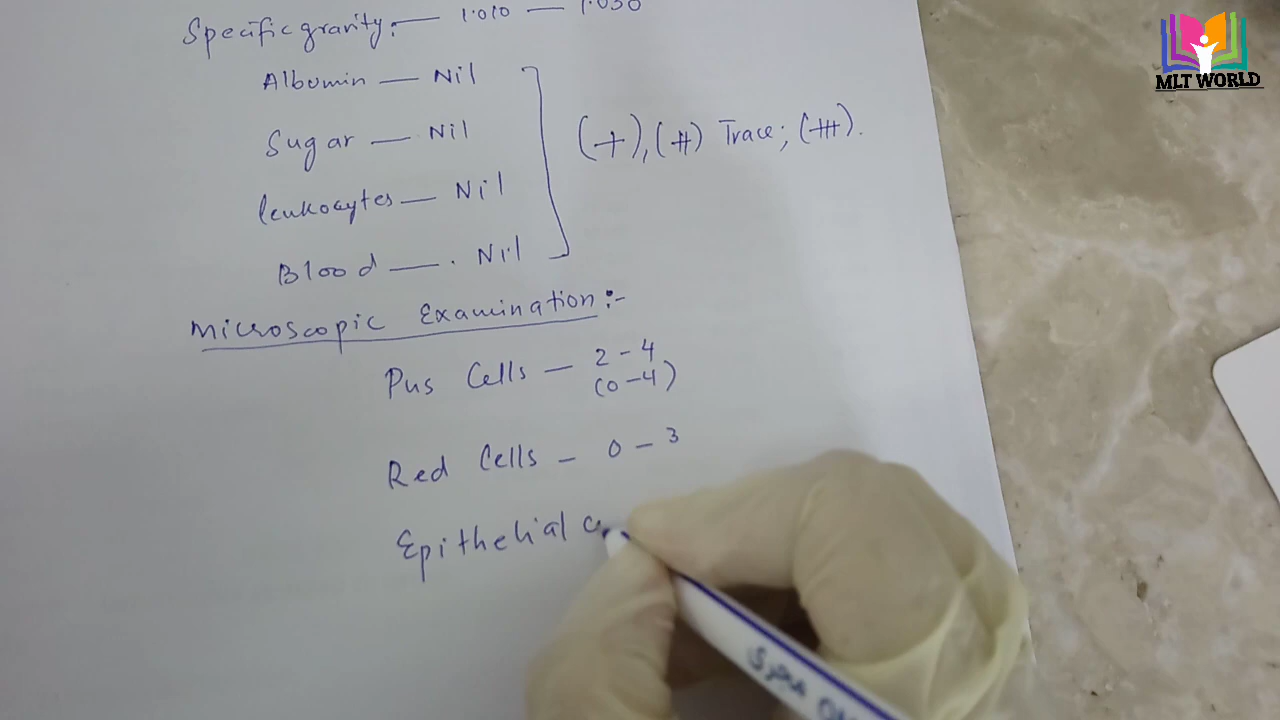 Specific gravity:— 1.010 — 1.030
Albumin — Nil
Sugar — Nil
(+), (++) Trace; (+++).
leukocytes — Nil
Blood — . Nil
Microscopic Examination :-
Pus Cells — 2 - 4
(0 - 4)
Red Cells - 0 - 3
Epithelial
MLT WORLD